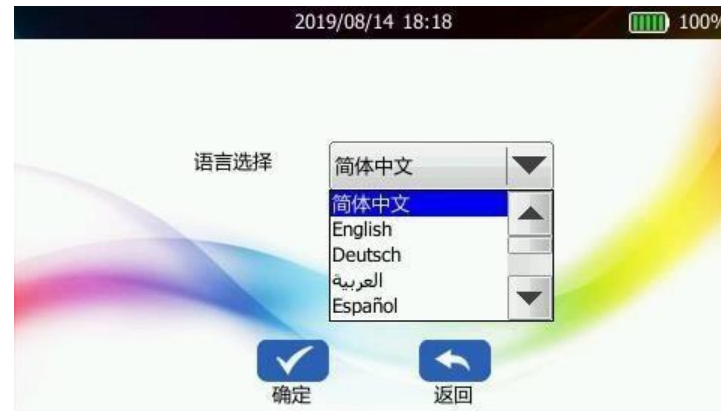 2019/08/14 18:18 100%
语言选择 简体中文
简体中文
English
Deutsch
العربية
Español
确定 返回